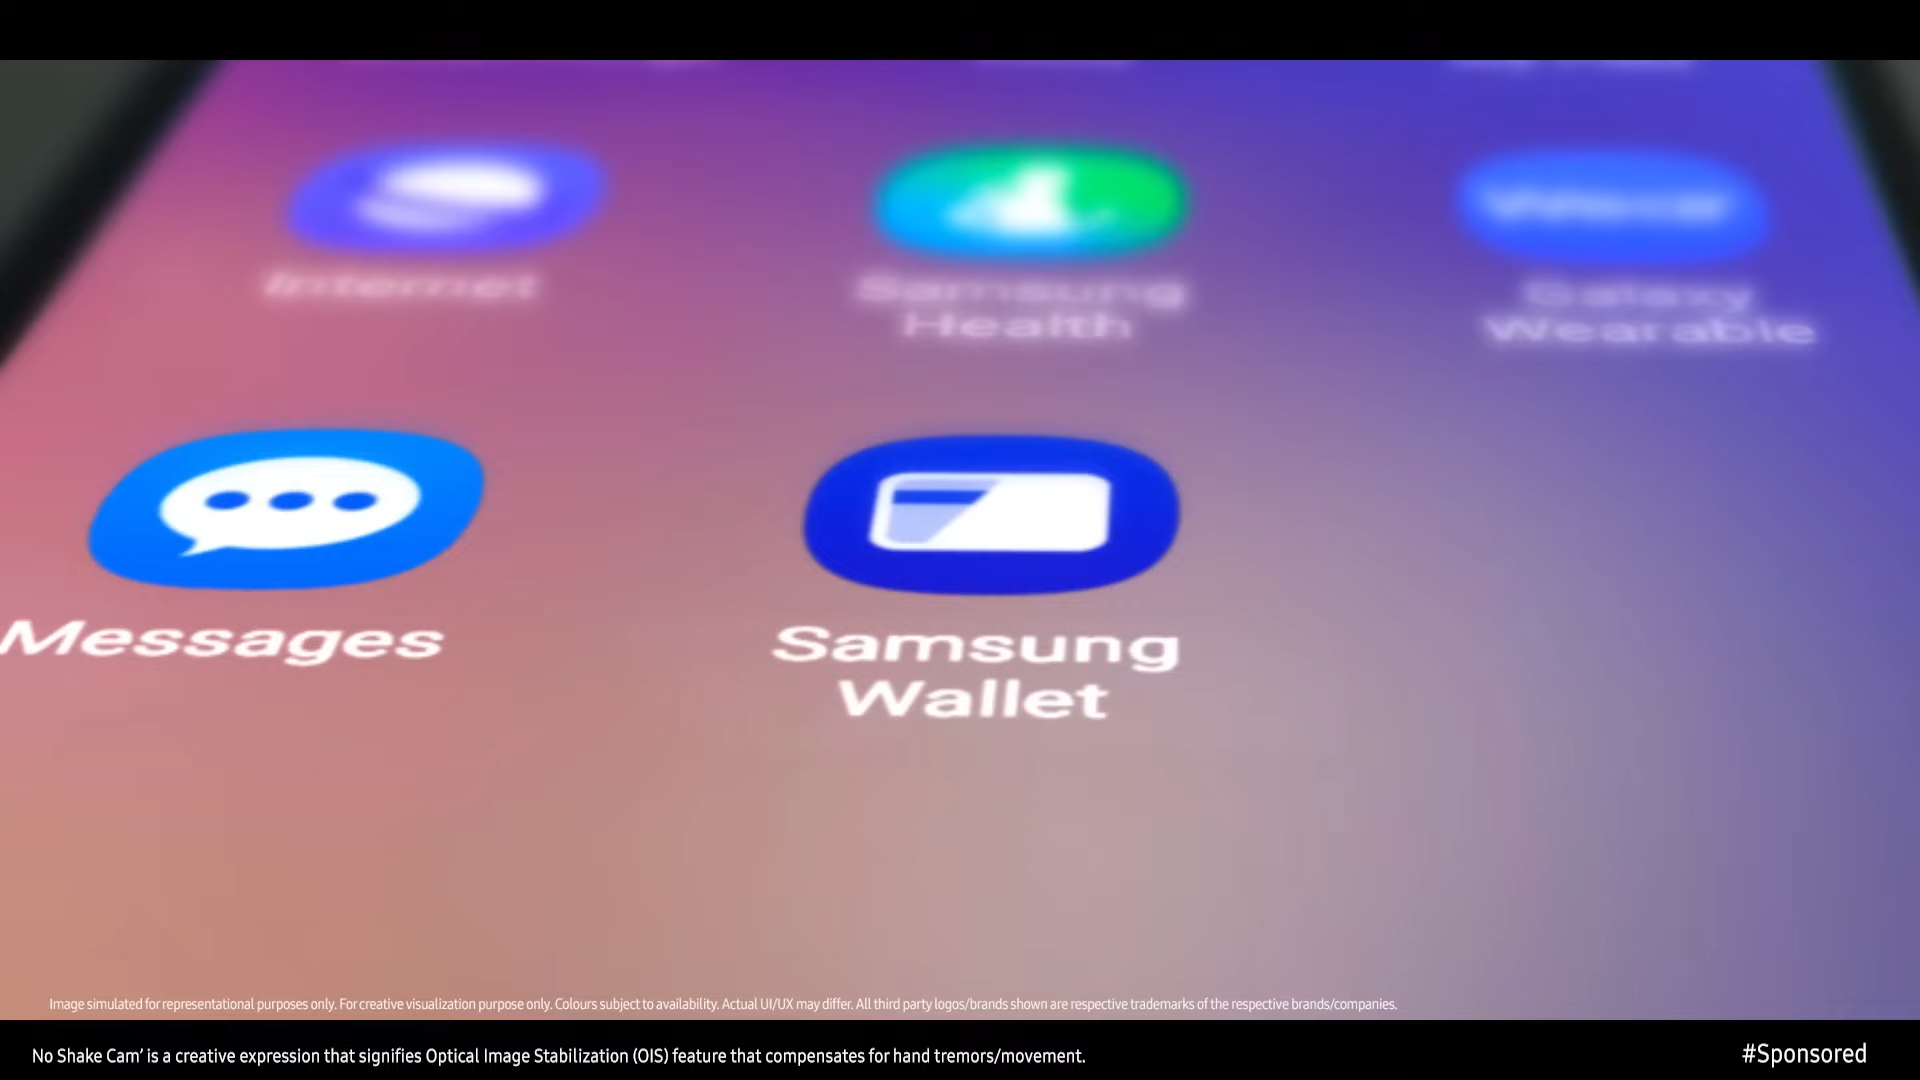 Internet
Samsung
Health
Galaxy
Wearable
Messages
Samsung
Wallet
Image simulated for representational purposes only. For creative visualization purpose only. Colours subject to availability. Actual UI/UX may differ. All third party logos/brands shown are respective trademarks of the respective brands/companies.
No Shake Cam’ is a creative expression that signifies Optical Image Stabilization (OIS) feature that compensates for hand tremors/movement.
#Sponsored